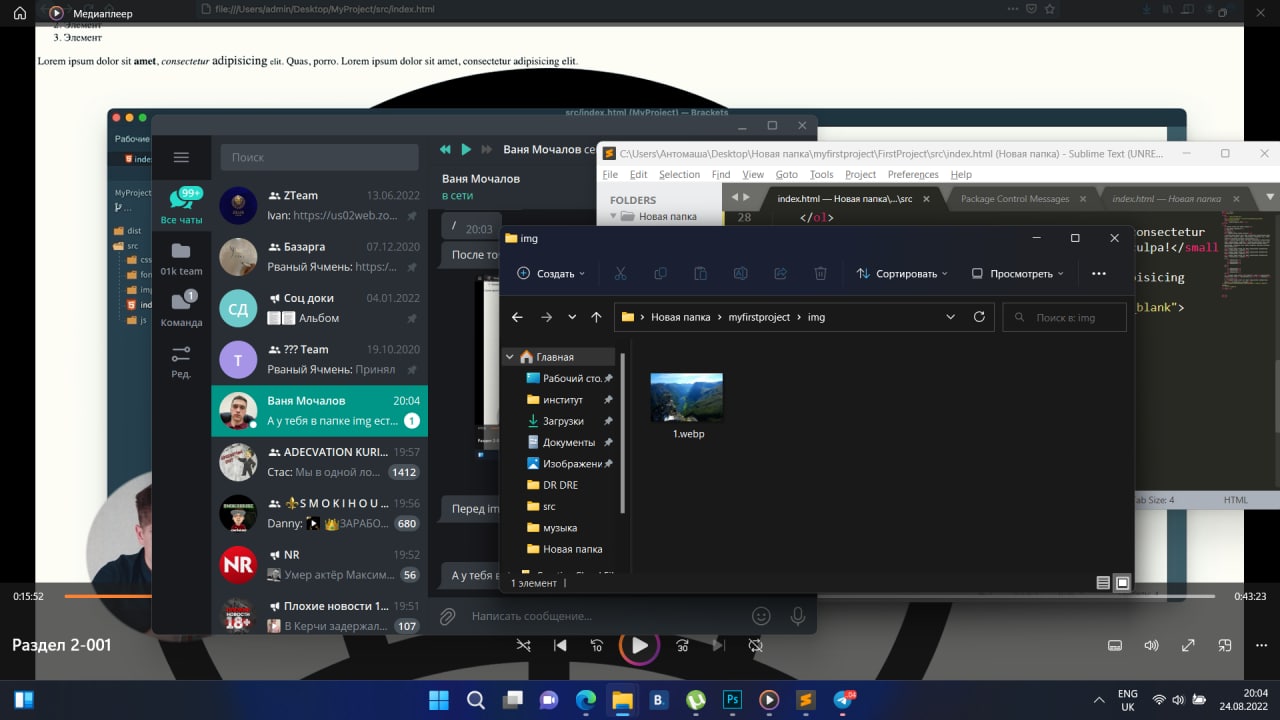 Медиаплеер
file:///Users/admin/Desktop/MyProject/src/index.html
2. Элемент
3. Элемент
Lorem ipsum dolor sit amet, consectetur adipisicing elit. Quas, porro. Lorem ipsum dolor sit amet, consectetur adipisicing elit.
src/index.html (MyProject) — Brackets
Рабочие
inde
MyProject
dist
src
css
img
ind
js
Поиск
99+
Все чаты
01k team
1
Команда
Ред.
ZTeam 13.06.2022
Ivan: https://us02web.zo...
Базарга 07.12.2020
Рваный Ячмень: https:/...
СД
Соц доки 04.01.2022
Альбом
T
??? Team 19.10.2020
Рваный Ячмень: Принял
Ваня Мочалов 20:04
А у тебя в папке img ест... 1
ADECVATION KURI... 19:57
Стас: Мы в одной ло... 1412
S M O K I H O U ... 19:56
Danny: ЗАРАБО... 680
NR
NR 19:52
Умер актёр Максим... 56
Плохие новости 1... 19:51
В Керчи задержал... 107
НОВОСТИ
18+
Ваня Мочалов се
Ваня Мочалов
в сети
/ 20:03
После то
Перед im
А у тебя в
Написать сообщение...
C:\Users\Антомаша\Desktop\Новая папка\myfirstproject\FirstProject\src\index.html (Новая папка) - Sublime Text (UNRE...
File Edit Selection Find View Goto Tools Project Preferences Help
FOLDERS
Новая папка
index.html — Новая папка\...\src
Package Control Messages
index.html — Новая папка
28 </ol>
onsectetur
ulpa!</small
isicing
_blank">
ab Size: 4
HTML
img
Создать
Сортировать
Просмотреть
Новая папка
myfirstproject
img
Поиск в: img
Главная
Рабочий сто.
институт
Загрузки
Документы
Изображени
DR DRE
src
музыка
Новая папка
1.webp
1 элемент
0:15:52
0:43:23
Раздел 2-001
10
30
B.
Ps
04
ENG
UK
20:04
24.08.2022